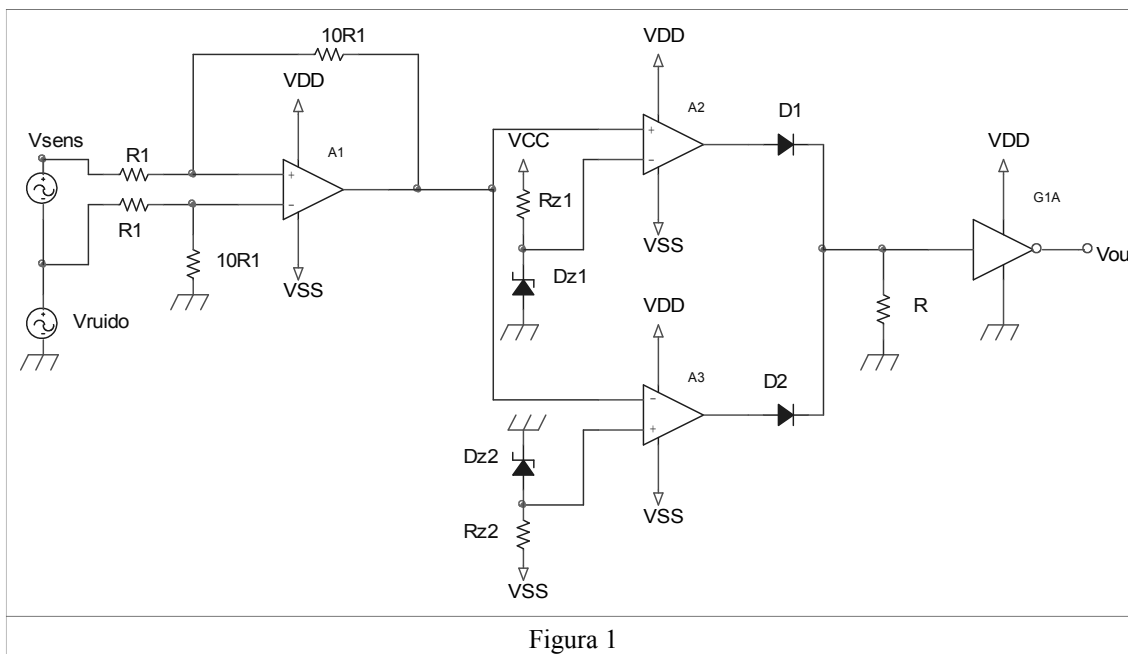 10R1
VDD
VDD
A2
D1
Vsens
R1
A1
+
-
VCC
+
-
VDD
G1A
R1
Rz1
10R1
VSS
VSS
Vou
Dz1
R
Vruido
VDD
A3
D2
-
+
Dz2
Rz2
VSS
VSS
Figura 1